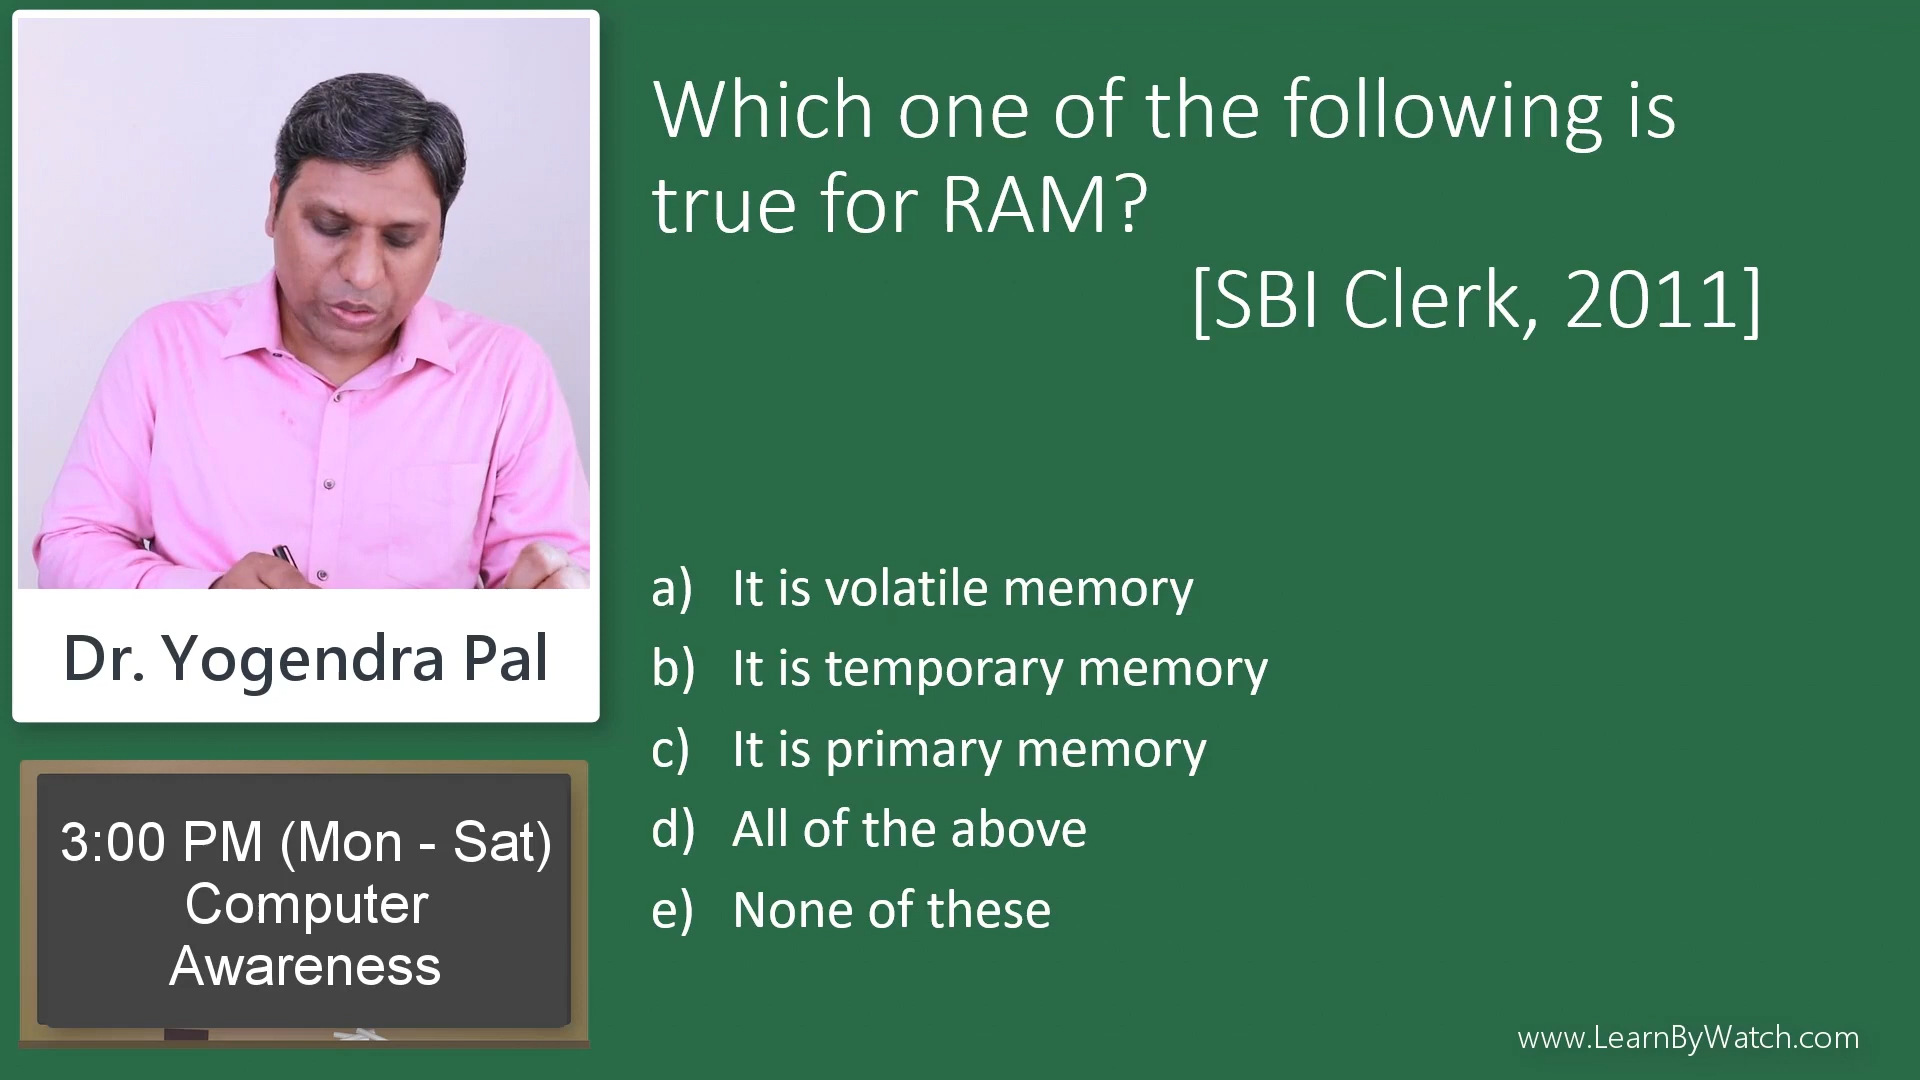 Which one of the following is
true for RAM?
[SBI Clerk, 2011]
a) It is volatile memory
b) It is temporary memory
c) It is primary memory
d) All of the above
e) None of these
Dr. Yogendra Pal
3:00 PM (Mon - Sat)
Computer
Awareness
www.LearnByWatch.com